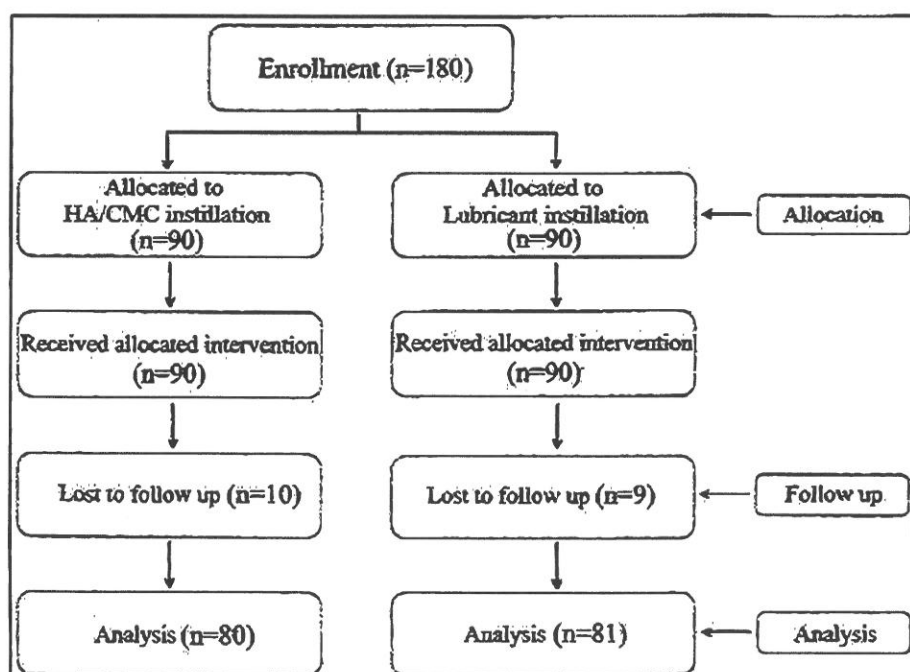 Enrollment (n=180)
Allocated to
HA/CMC instillation
(n=90)
Allocated to
Lubricant instillation
(n=90)
Allocation
Received allocated intervention
(n=90)
Received allocated intervention
(n=90)
Lost to follow up (n=10)
Lost to follow up (n=9)
Follow up
Analysis (n=80)
Analysis (n=81)
Analysis